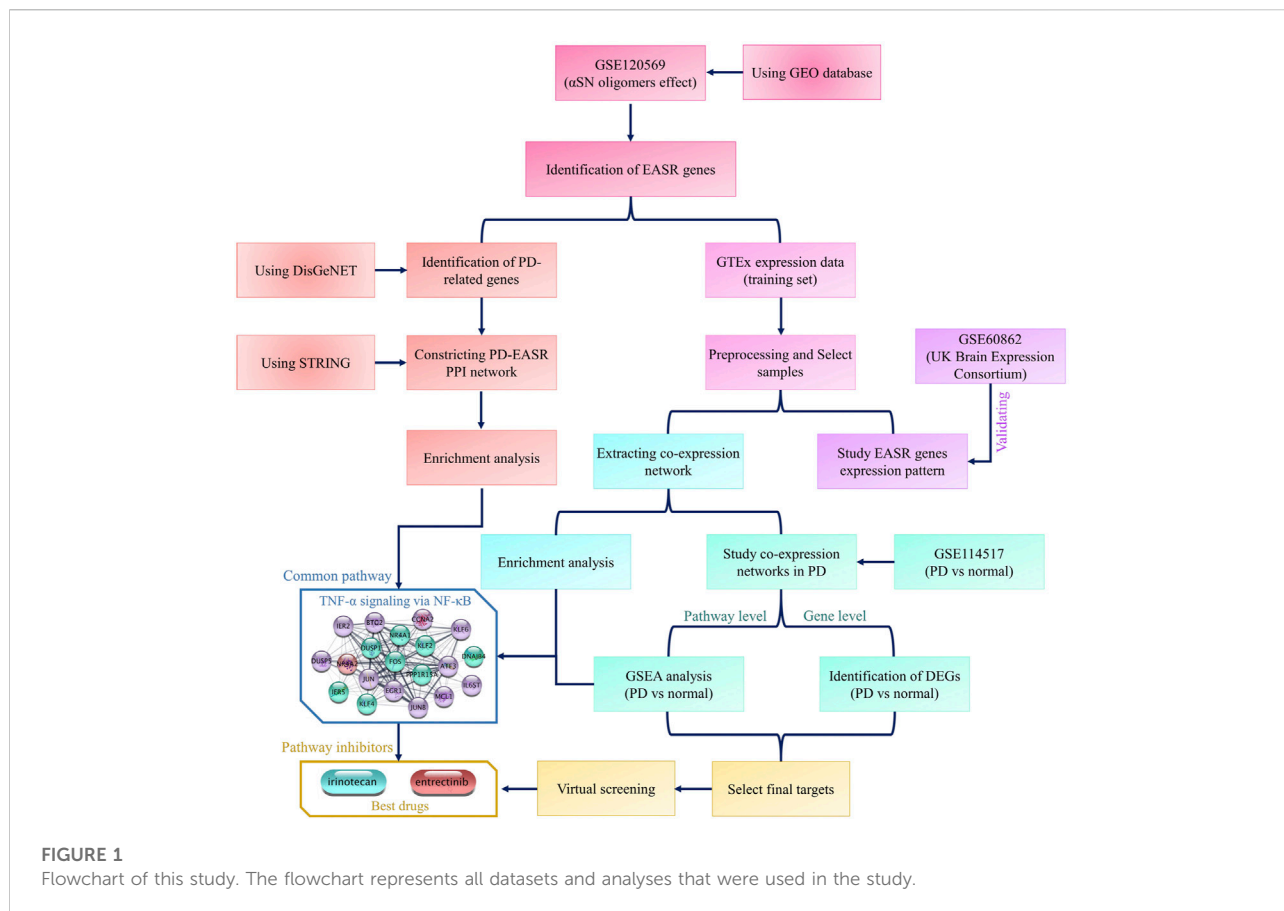 GSE120569
(αSN oligomers effect)
Using GEO database
Identification of EASR genes
Using DisGeNET
Identification of PD-
related genes
GTEx expression data
(training set)
Using STRING
Constricting PD-EASR
PPI network
Preprocessing and Select
samples
GSE60862
(UK Brain Expression
Consortium)
Validating
Enrichment analysis
Extracting co-expression
network
Study EASR genes
expression pattern
Enrichment analysis
Study co-expression
networks in PD
GSE114517
(PD vs normal)
Common pathway
Pathway level
Gene level
TNF-α signaling via NF-κB
IER2
BTG2
CCNA2
KLF6
NR4A1
DUSP1
KLF2
DUSP5
FOS
ATF3
DNAJB4
JUN
PPP1R15A
IER5
EGR1
MCL1
IL6ST
KLF4
JUNB
GSEA analysis
(PD vs normal)
Identification of DEGs
(PD vs normal)
Pathway inhibitors
irinotecan
entrectinib
Best drugs
Virtual screening
Select final targets
FIGURE 1
Flowchart of this study. The flowchart represents all datasets and analyses that were used in the study.